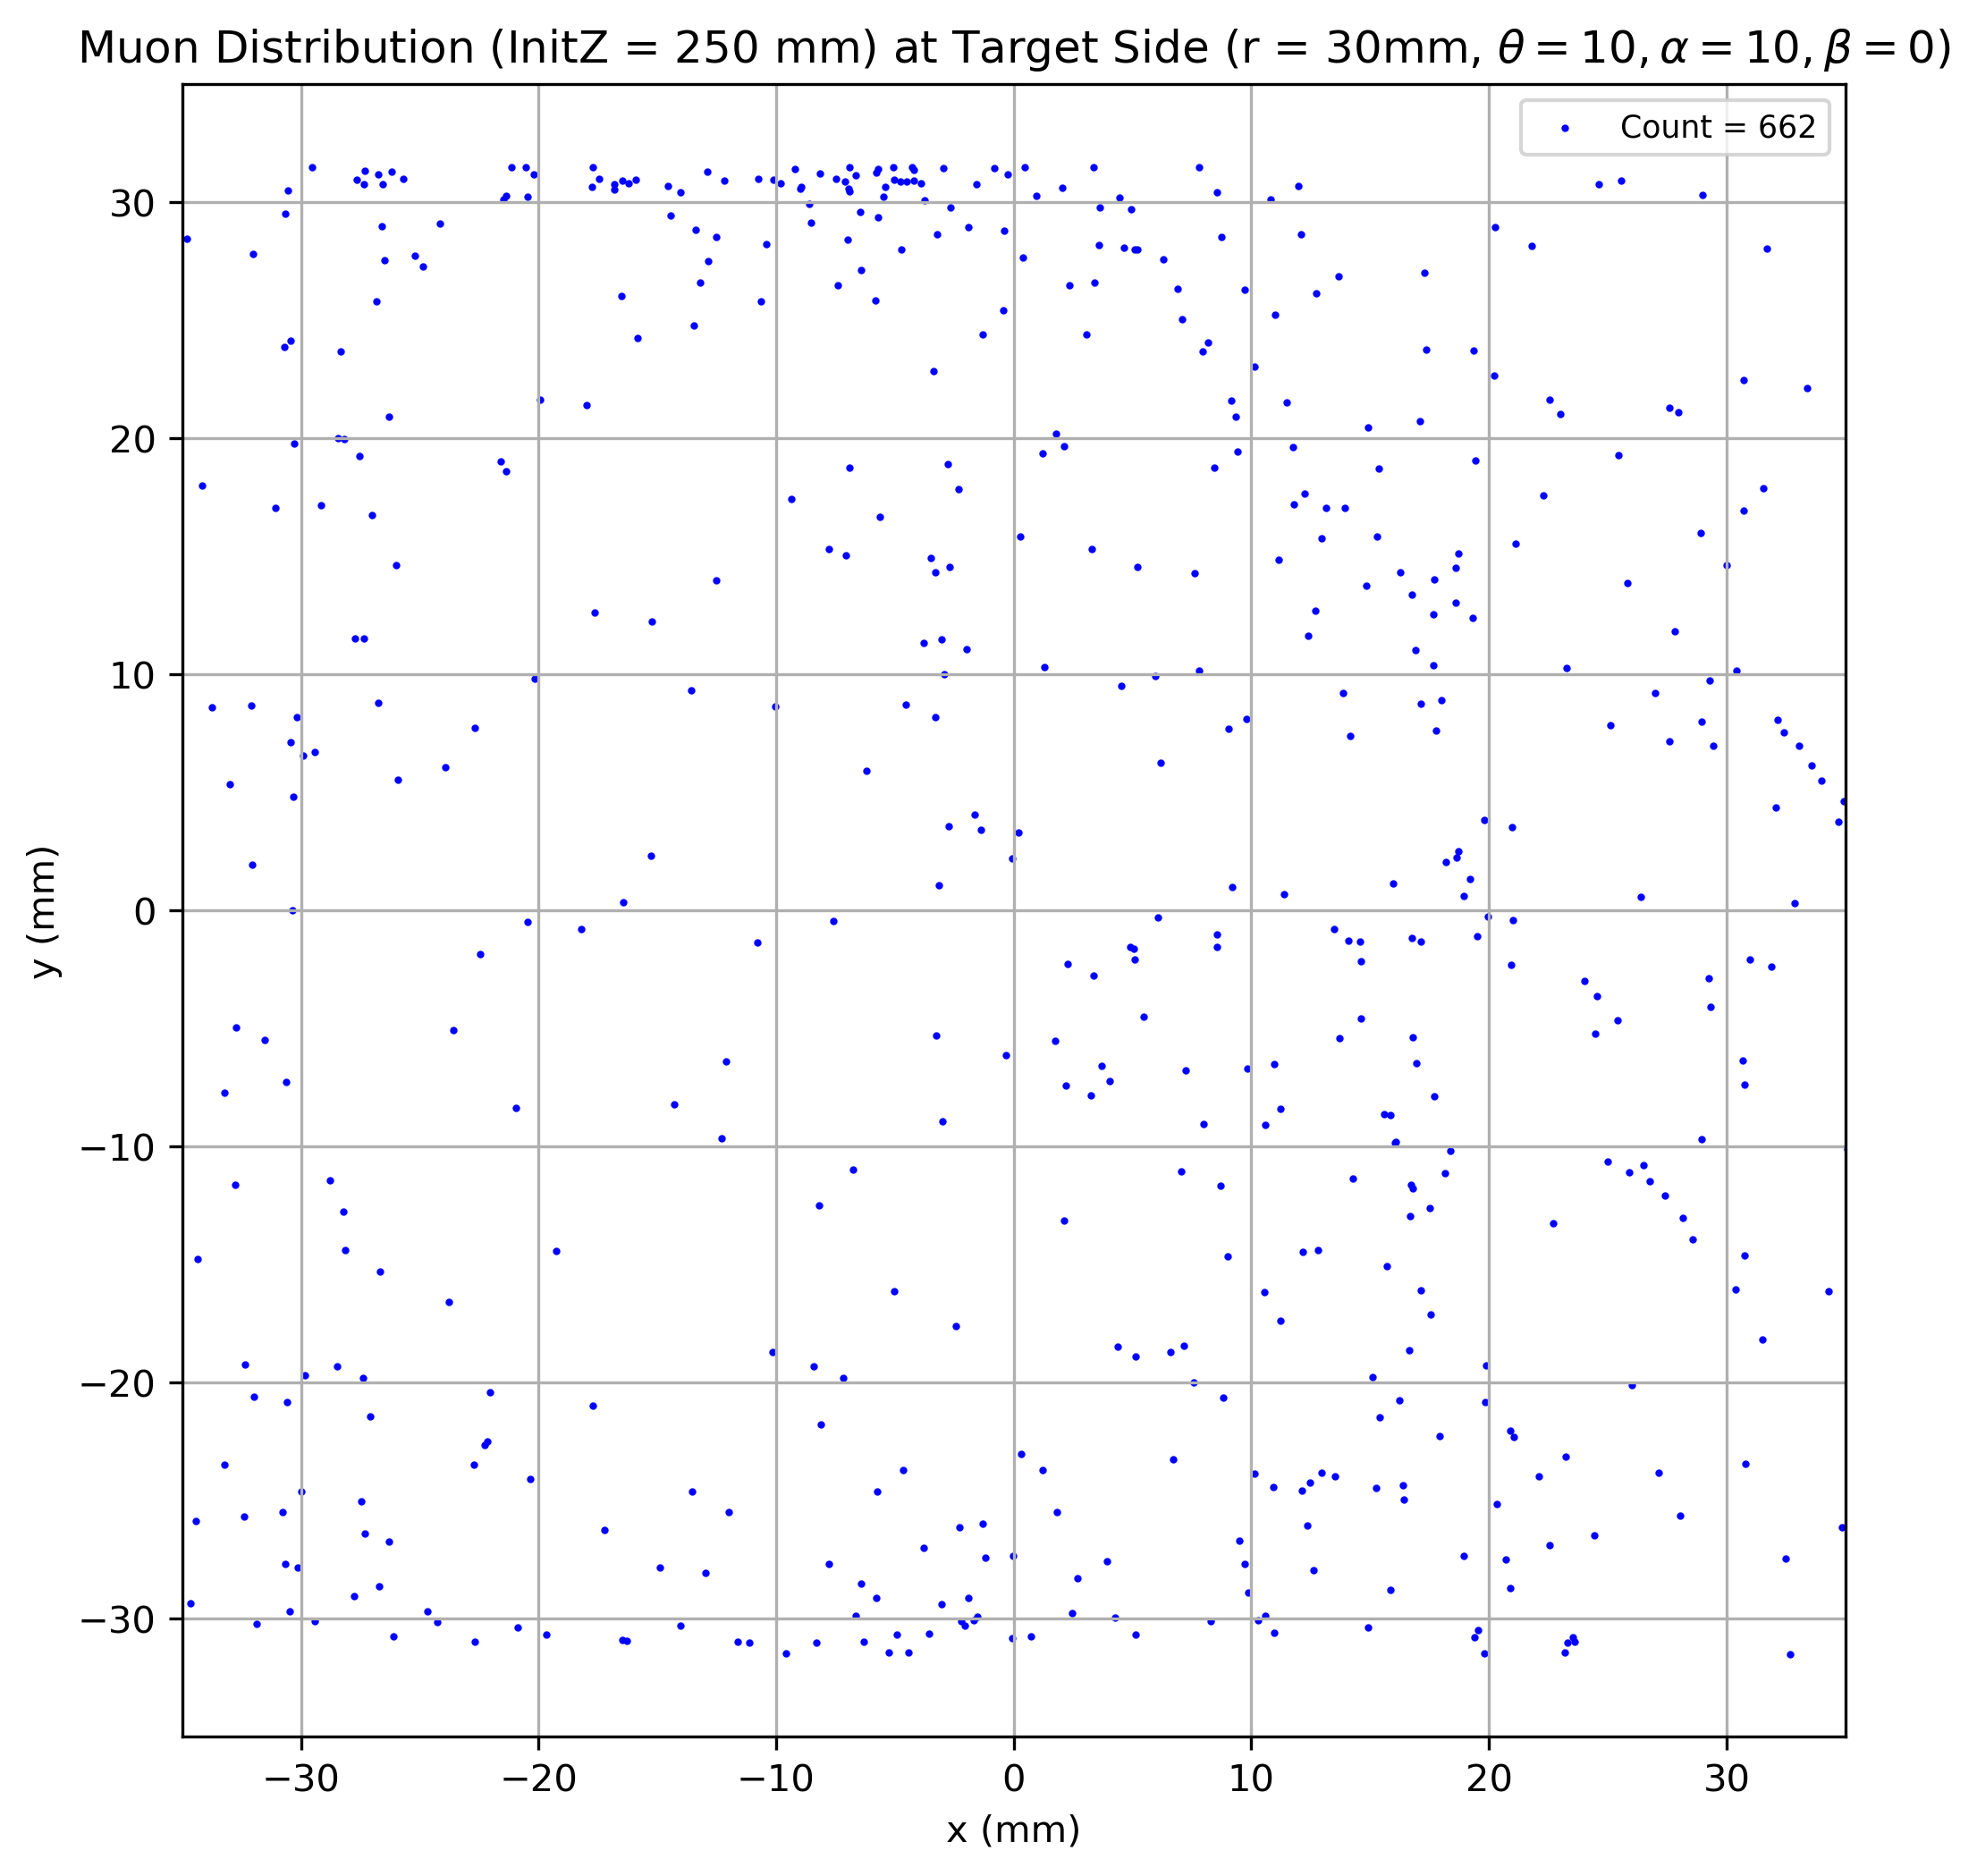 Muon Distribution (InitZ = 250 mm) at Target Side (r = 30mm, θ = 10, α = 10, β = 0)
Count = 662
30
20
10
0
−10
−20
−30
y (mm)
−30 −20 −10 0 10 20 30
x (mm)